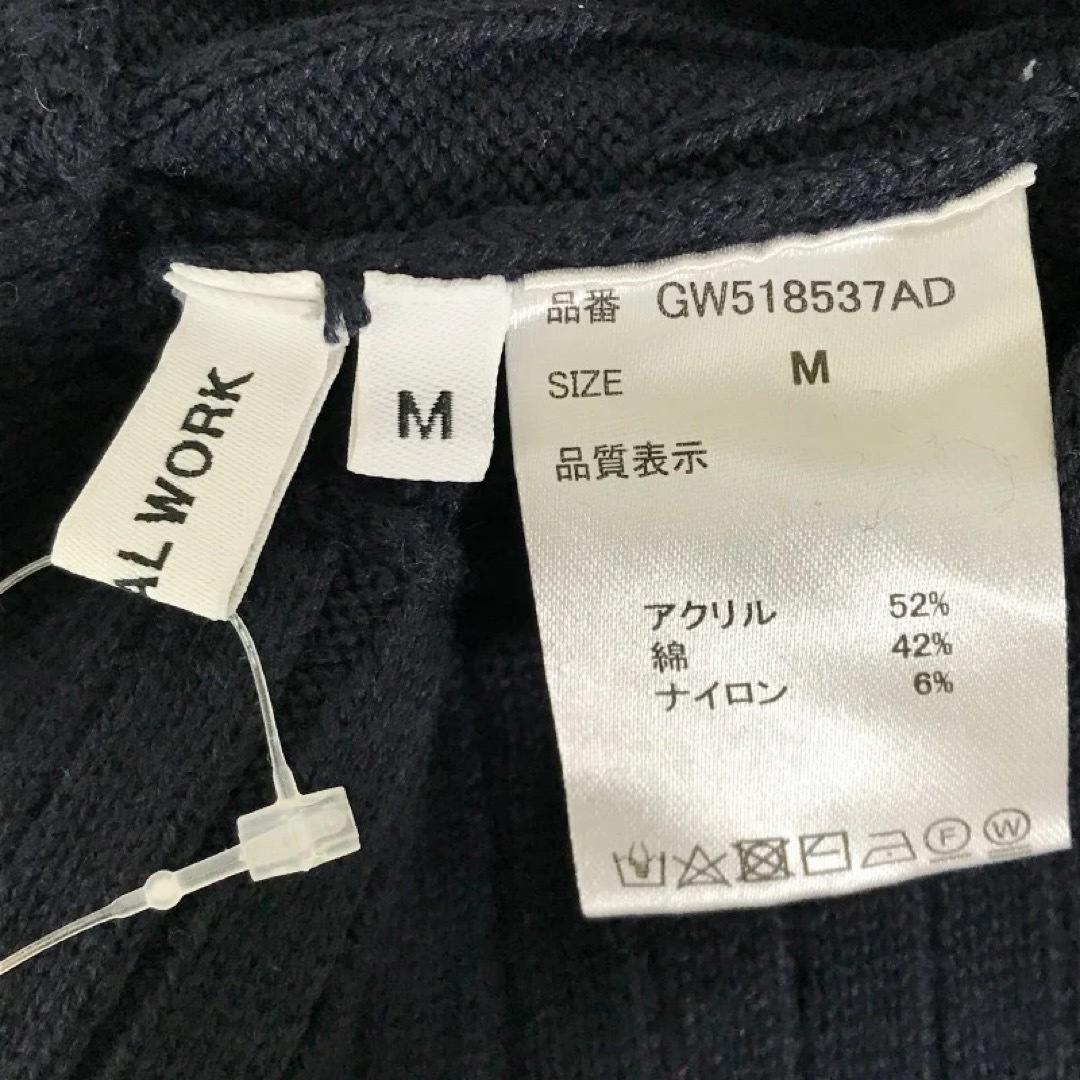 AL WORK
M
品番 GW518537AD
SIZE M
品質表示
アクリル 52%
綿 42%
ナイロン 6%
F W